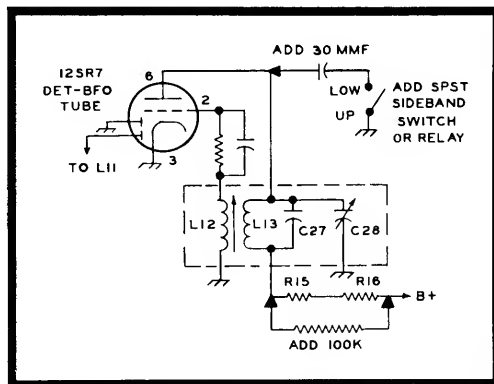 ADD 30 MMF
12SR7
DET-BFO
TUBE
6
2
3
LOW
UP
ADD SPST
SIDEBAND
SWITCH
OR RELAY
TO L11
L12
L13
C27
C28
R15
R16
B+
ADD 100K